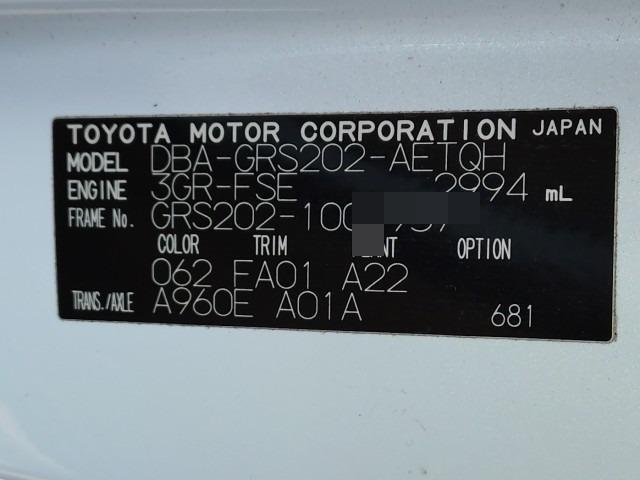 TOYOTA MOTOR CORPORATION JAPAN
MODEL DBA-GRS202-AETQH
ENGINE 3GR-FSE 2994 mL
FRAME No. GRS202-100
COLOR TRIM OPTION
062 FA01 A22
TRANS./AXLE A960E A01A 681